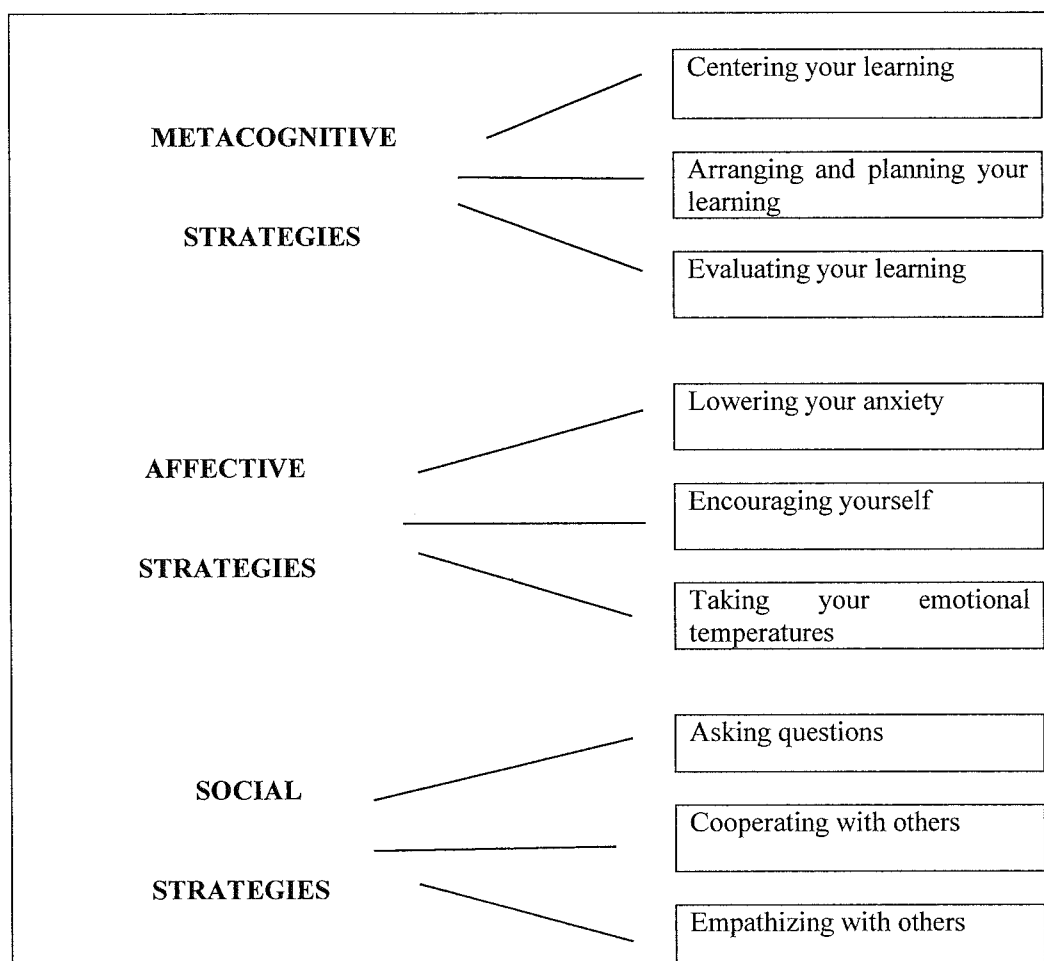 Centering your learning
METACOGNITIVE
Arranging and planning your
learning
STRATEGIES
Evaluating your learning
Lowering your anxiety
AFFECTIVE
Encouraging yourself
STRATEGIES
Taking your emotional
temperatures
Asking questions
SOCIAL
Cooperating with others
STRATEGIES
Empathizing with others